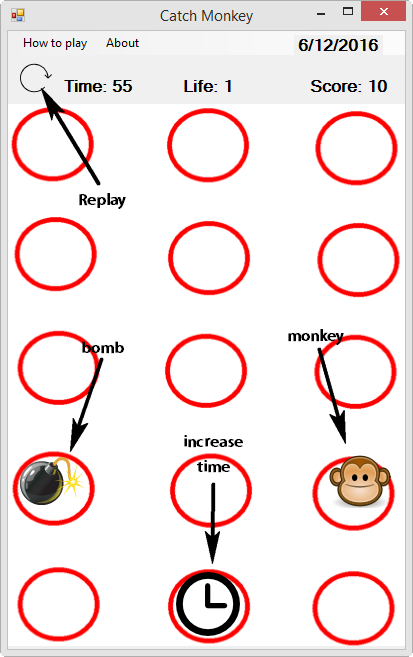 Catch Monkey
How to play About 6/12/2016
Time: 55 Life: 1 Score: 10
Replay
monkey
bomb
increase
time